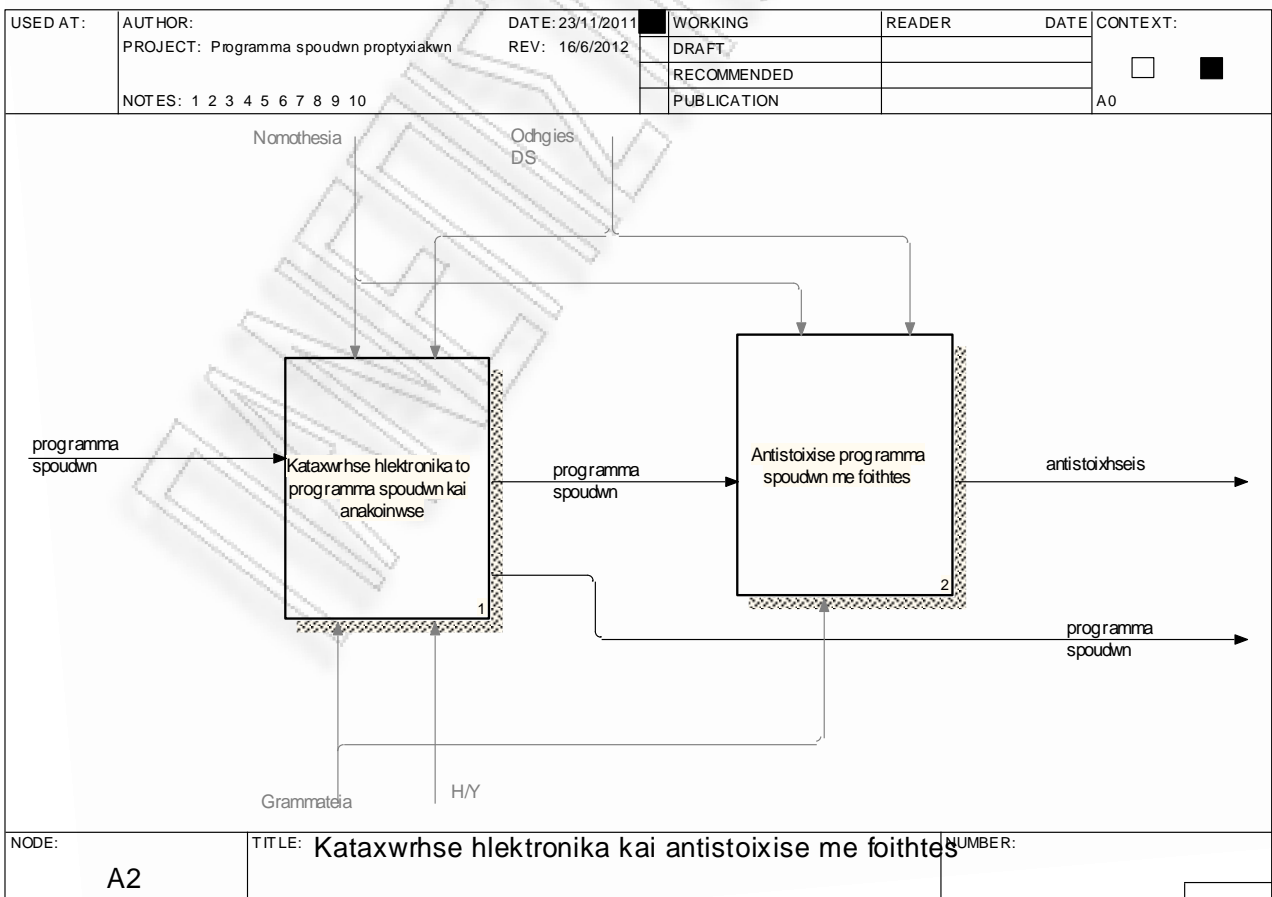 USED AT:
AUTHOR:
DATE: 23/11/2011
WORKING
READER
DATE
CONTEXT:
PROJECT: Programma spoudwn proptyxiakwn
REV: 16/6/2012
DRAFT
RECOMMENDED
NOTES: 1 2 3 4 5 6 7 8 9 10
PUBLICATION
A0
Nomothesia
Odhgies
DS
programma
spoudwn
Kataxwrhse hlektronika to
programma spoudwn kai
anakoinwse
1
programma
spoudwn
Antistoixise programma
spoudwn me foithtes
2
antistoixhseis
programma
spoudwn
Grammateia
H/Y
NODE:
A2
TITLE: Kataxwrhse hlektronika kai antistoixise me foithtes
NUMBER: